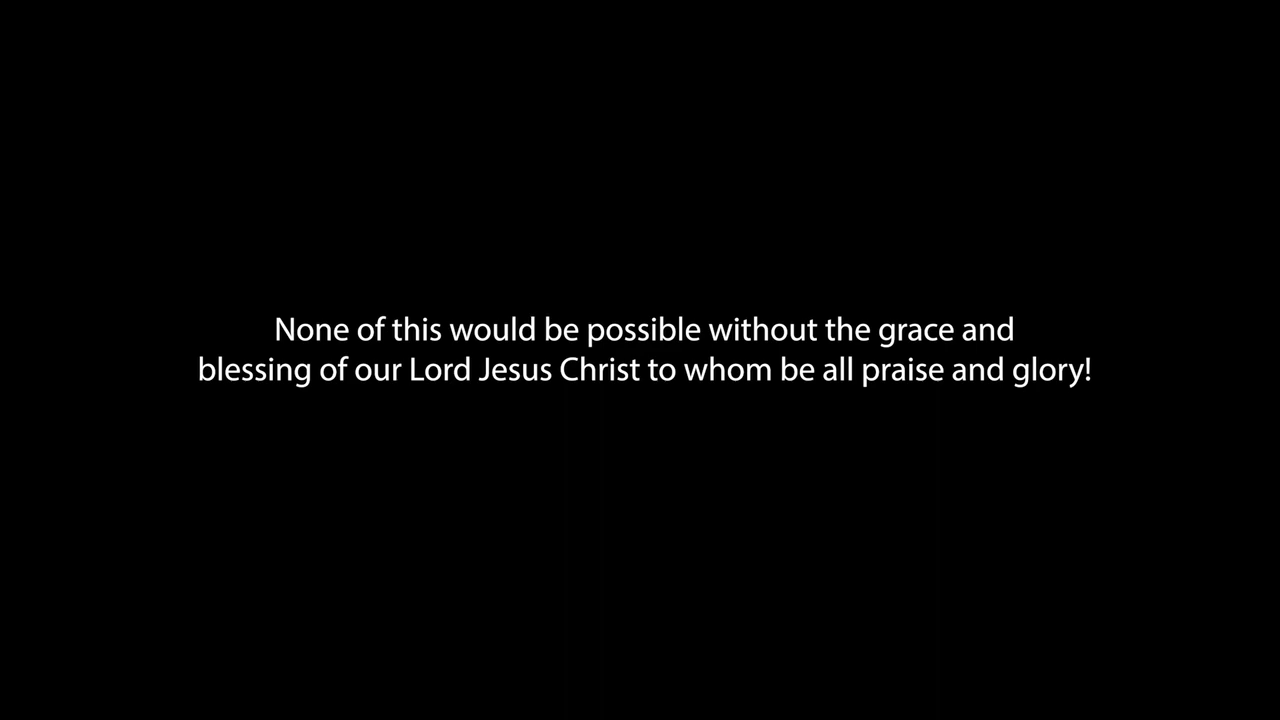 None of this would be possible without the grace and
blessing of our Lord Jesus Christ to whom be all praise and glory!